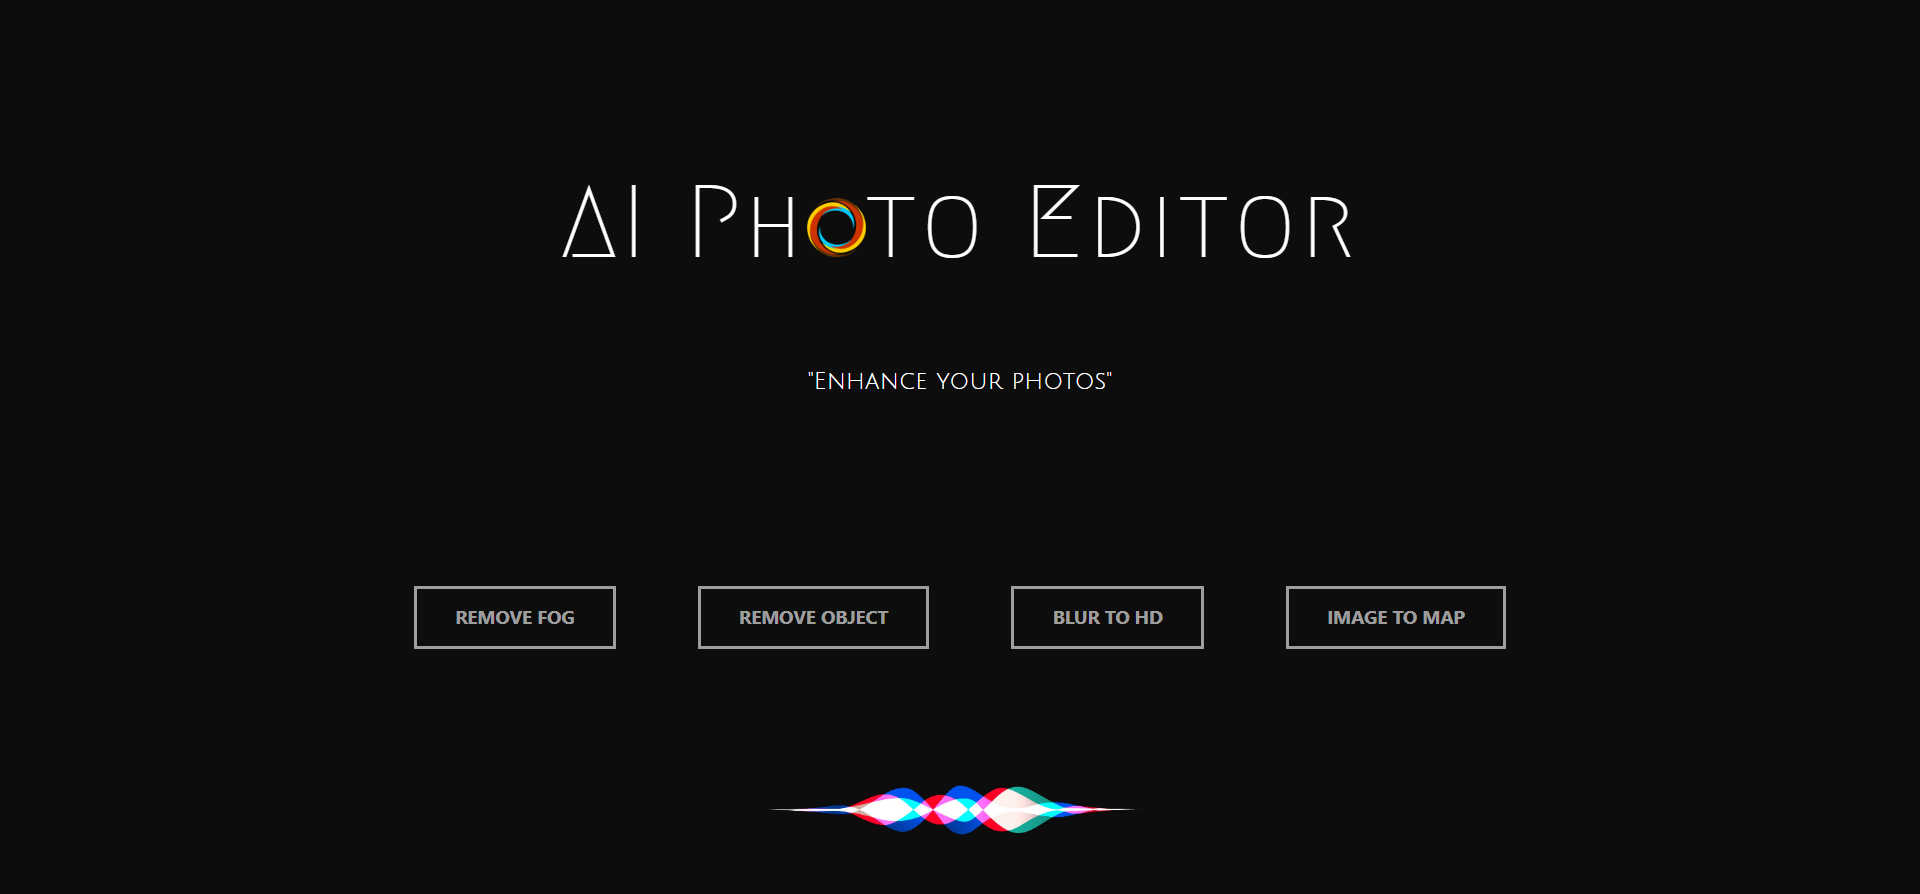 AI Photo Editor
"Enhance your photos"
REMOVE FOG
REMOVE OBJECT
BLUR TO HD
IMAGE TO MAP